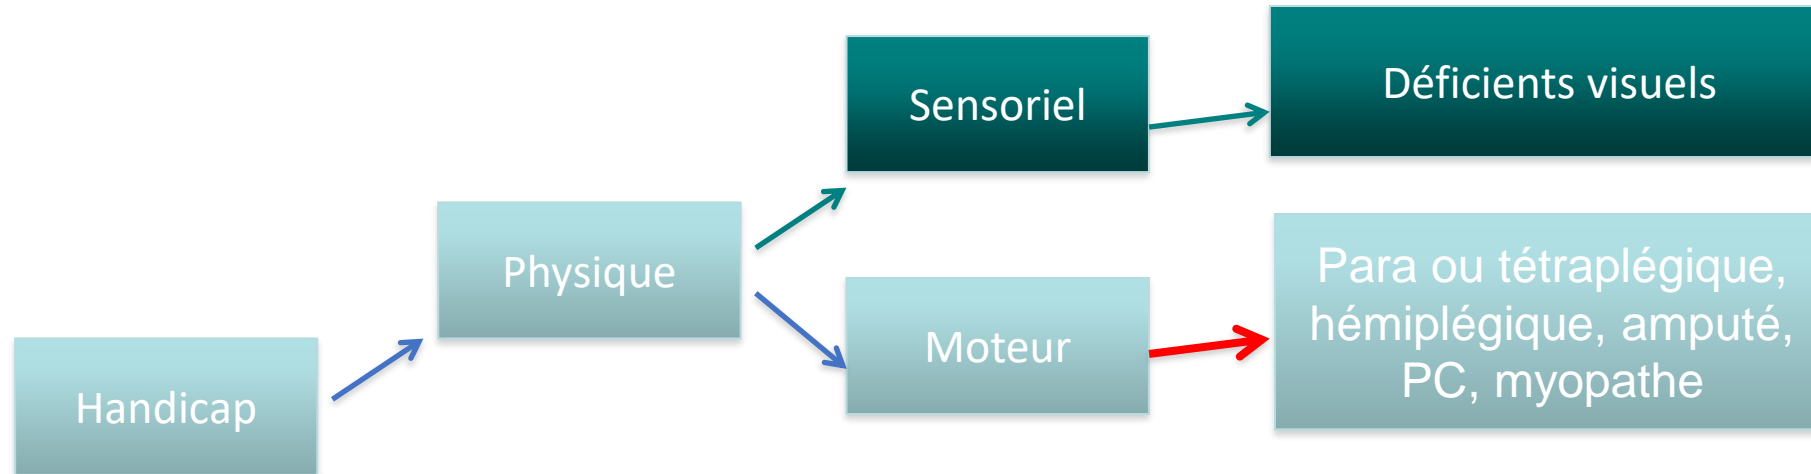 Handicap
Physique
Sensoriel
Déficients visuels
Moteur
Para ou tétraplégique,
hémiplégique, amputé,
PC, myopathe